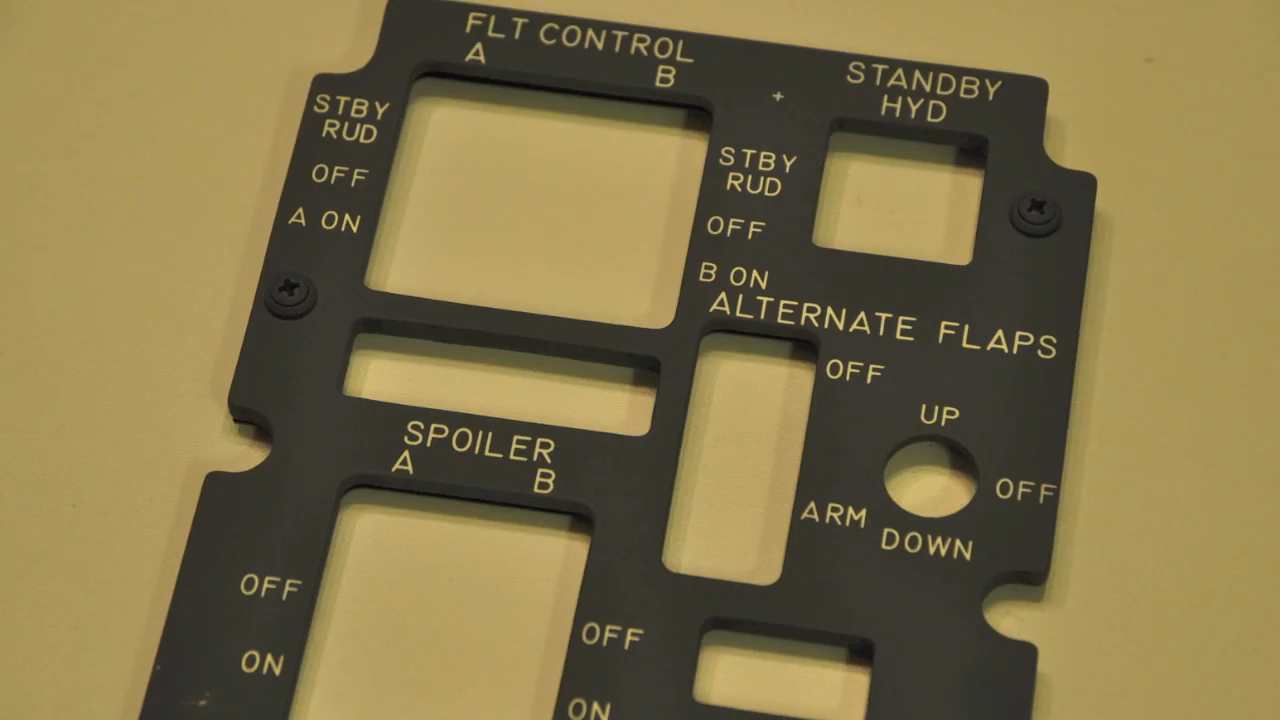 FLT CONTROL
A B
STANDBY
HYD
STBY
RUD
OFF
A ON
STBY
RUD
OFF
B ON
ALTERNATE FLAPS
OFF
UP
OFF
ARM
DOWN
SPOILER
A B
OFF
ON
OFF
ON